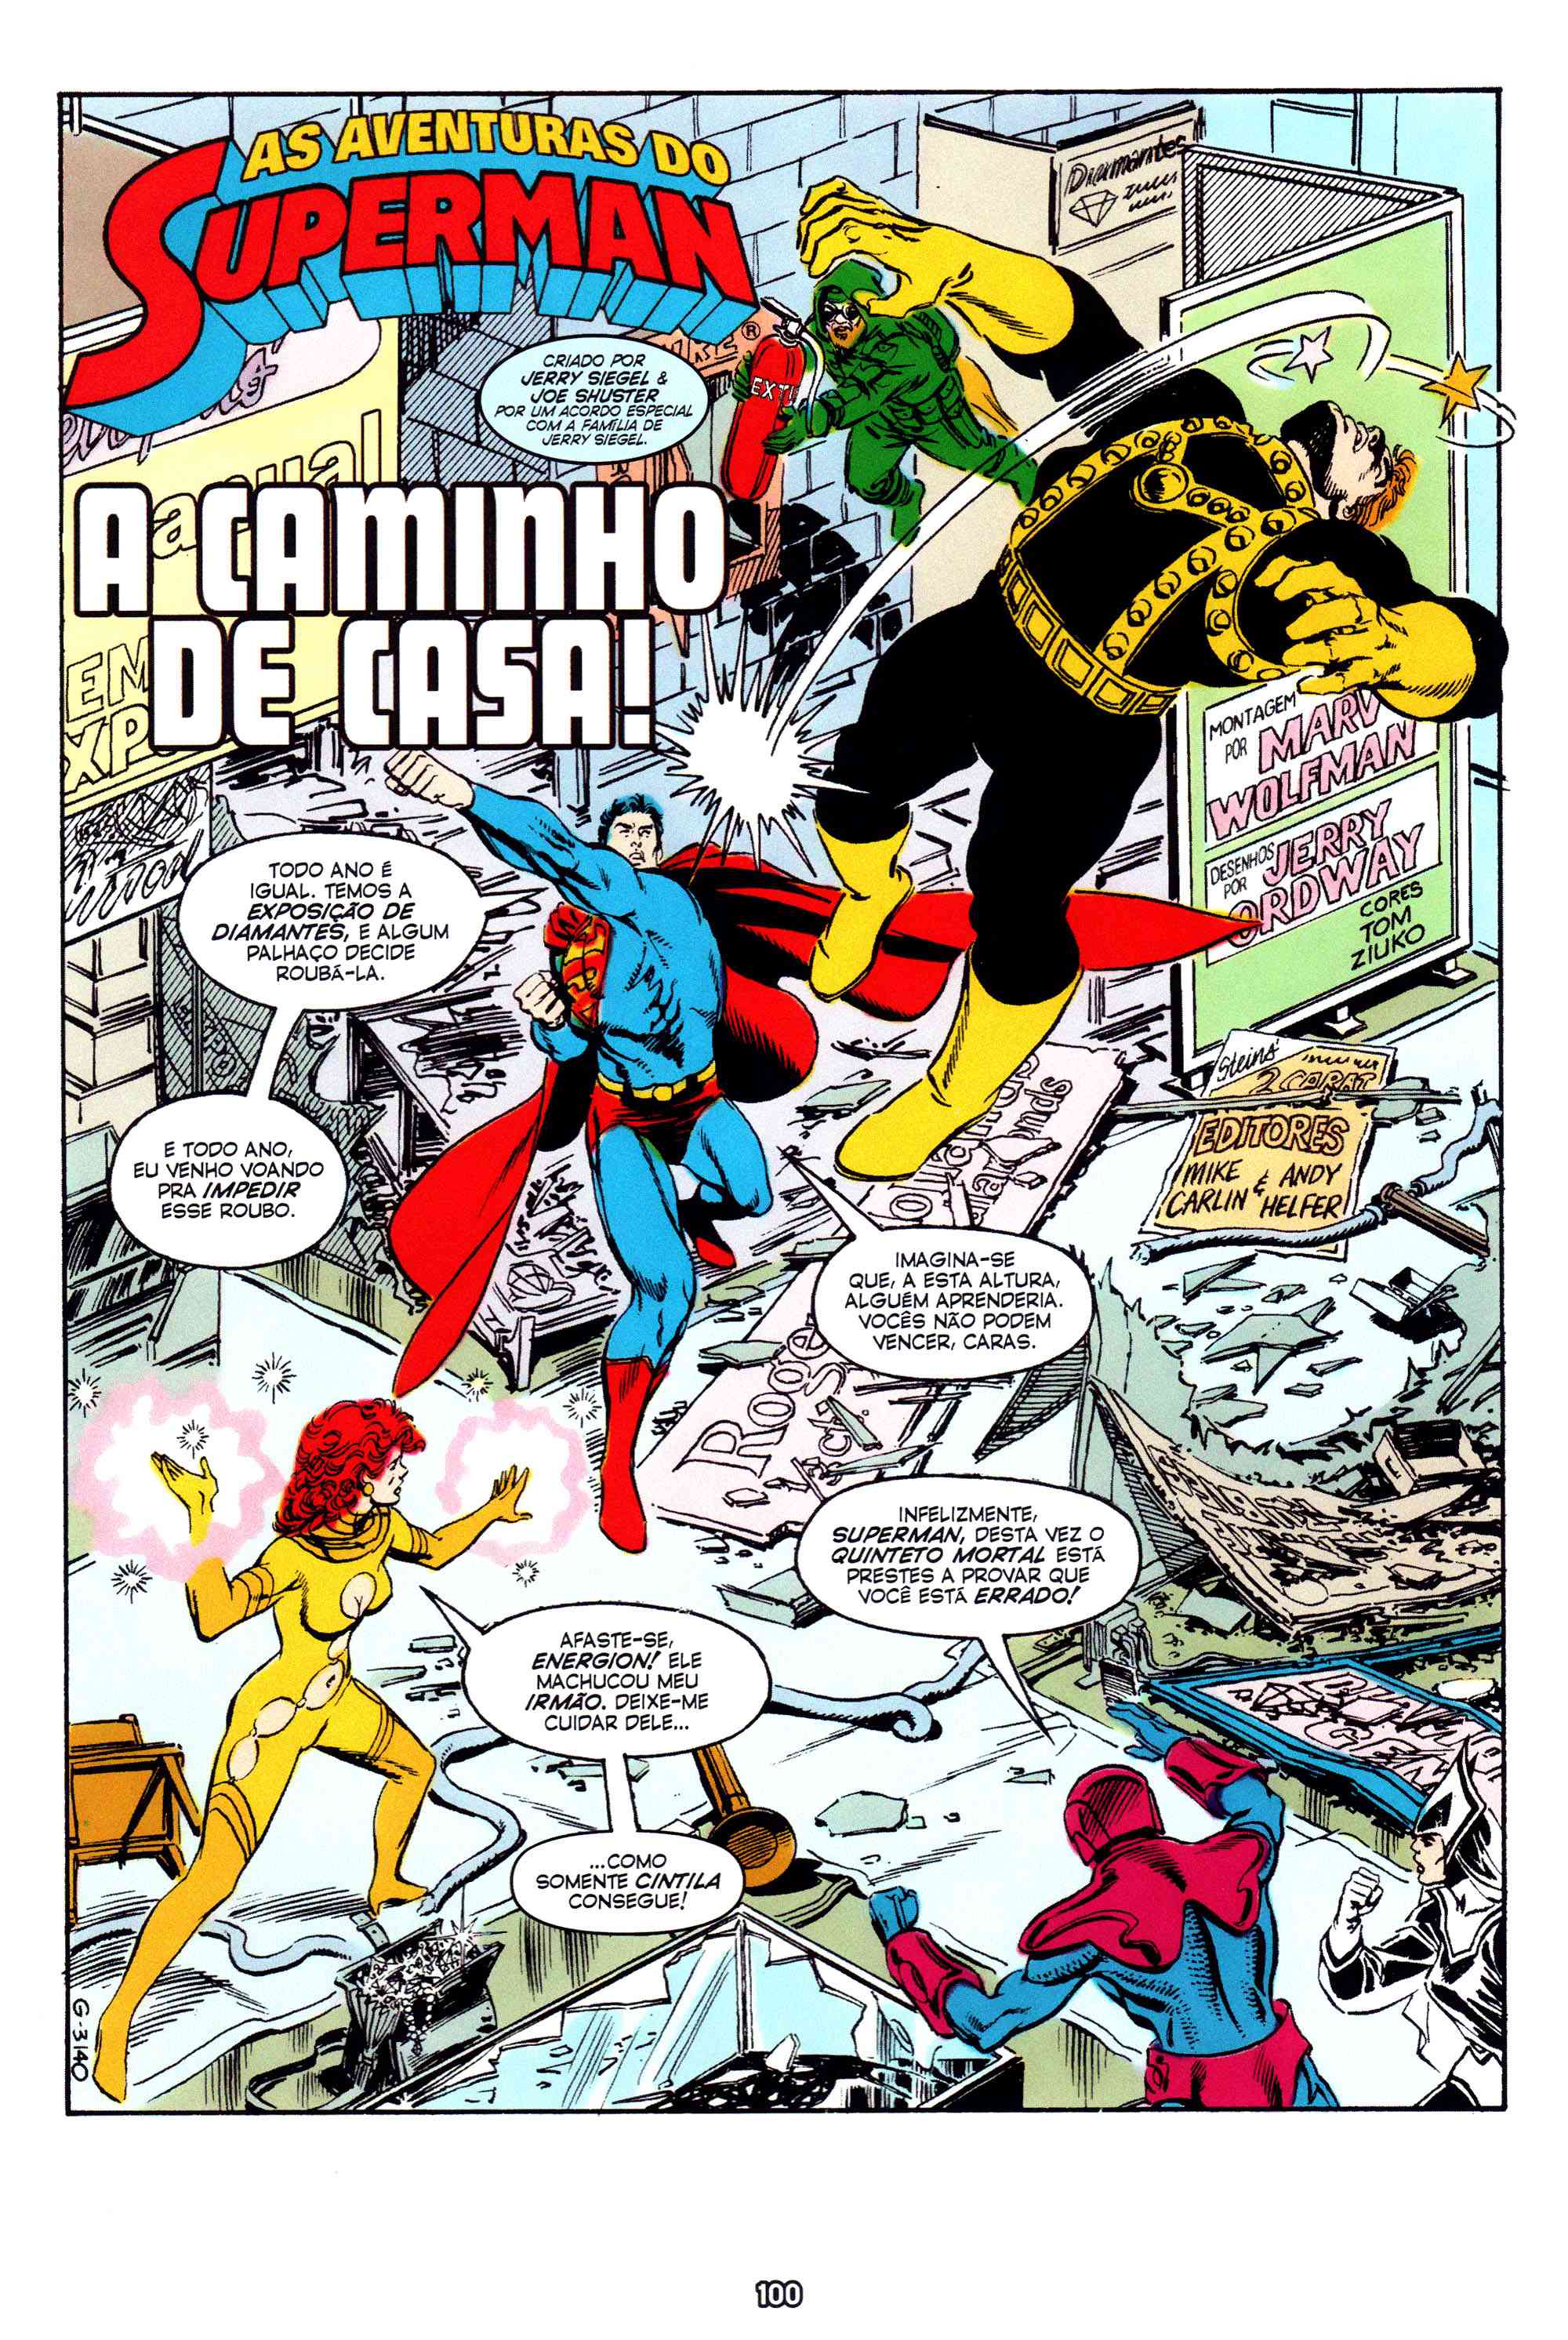 AS AVENTURAS DO
SUPERMAN
®
CRIADO POR
JERRY SIEGEL &
JOE SHUSTER
POR UM ACORDO ESPECIAL
COM A FAMÍLIA DE
JERRY SIEGEL.
EXTI
Diamantes
A CAMINHO
DE CASA!
MONTAGEM
POR MARV
WOLFMAN
DESENHOS
POR JERRY
ORDWAY
CORES
TOM
ZIUKO
TODO ANO É
IGUAL. TEMOS A
EXPOSIÇÃO DE
DIAMANTES, E ALGUM
PALHAÇO DECIDE
ROUBÁ-LA.
Steins'
2 CARAT
EDITORES
MIKE & ANDY
CARLIN HELFER
E TODO ANO,
EU VENHO VOANDO
PRA IMPEDIR
ESSE ROUBO.
IMAGINA-SE
QUE, A ESTA ALTURA,
ALGUÉM APRENDERIA.
VOCÊS NÃO PODEM
VENCER, CARAS.
INFELIZMENTE,
SUPERMAN, DESTA VEZ O
QUINTETO MORTAL ESTÁ
PRESTES A PROVAR QUE
VOCÊ ESTÁ ERRADO!
AFASTE-SE,
ENERGION! ELE
MACHUCOU MEU
IRMÃO. DEIXE-ME
CUIDAR DELE...
...COMO
SOMENTE CINTILA
CONSEGUE!
G-3140
100